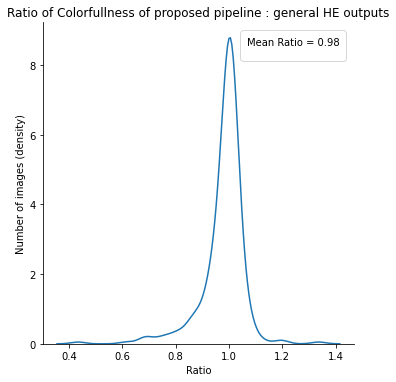 Ratio of Colorfullness of proposed pipeline : general HE outputs
Mean Ratio = 0.98
Number of images (density)
8
6
4
2
0
0.4 0.6 0.8 1.0 1.2 1.4
Ratio